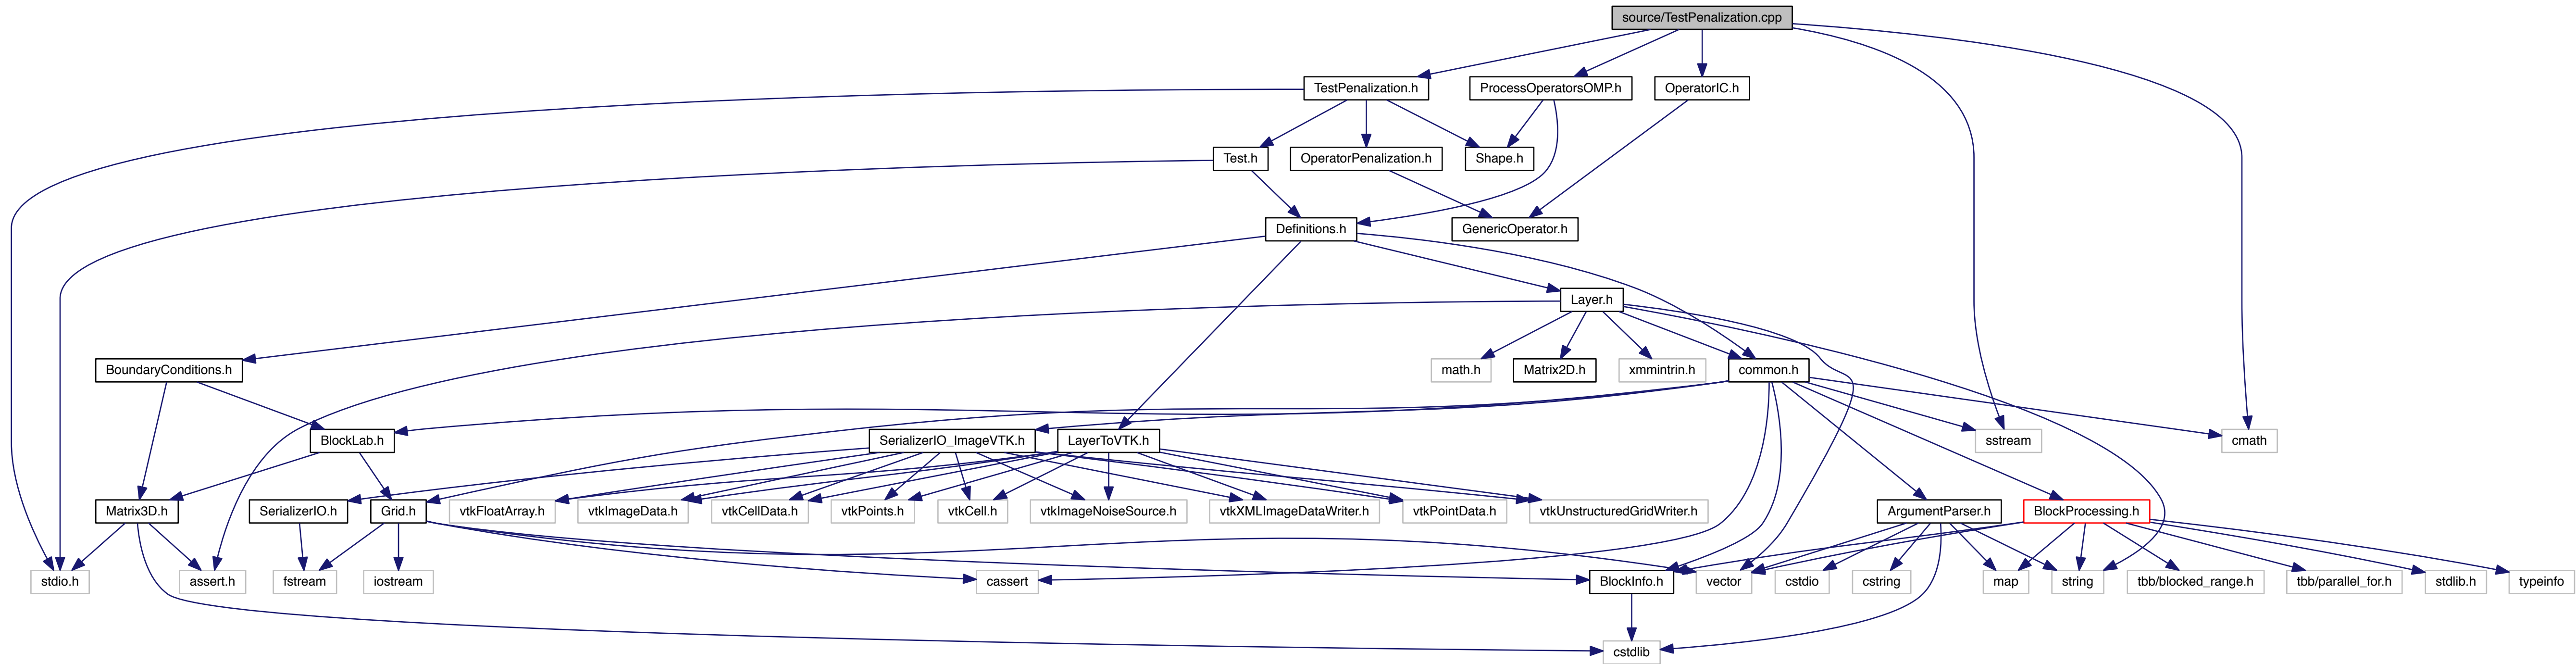 source/TestPenalization.cpp
TestPenalization.h
ProcessOperatorsOMP.h
OperatorIC.h
Test.h
OperatorPenalization.h
Shape.h
Definitions.h
GenericOperator.h
Layer.h
BoundaryConditions.h
math.h
Matrix2D.h
xmmintrin.h
common.h
BlockLab.h
SerializerIO_ImageVTK.h
LayerToVTK.h
sstream
cmath
Matrix3D.h
SerializerIO.h
Grid.h
vtkFloatArray.h
vtkImageData.h
vtkCellData.h
vtkPoints.h
vtkCell.h
vtkImageNoiseSource.h
vtkXMLImageDataWriter.h
vtkPointData.h
vtkUnstructuredGridWriter.h
ArgumentParser.h
BlockProcessing.h
stdio.h
assert.h
fstream
iostream
cassert
BlockInfo.h
vector
cstdio
cstring
map
string
tbb/blocked_range.h
tbb/parallel_for.h
stdlib.h
typeinfo
cstdlib